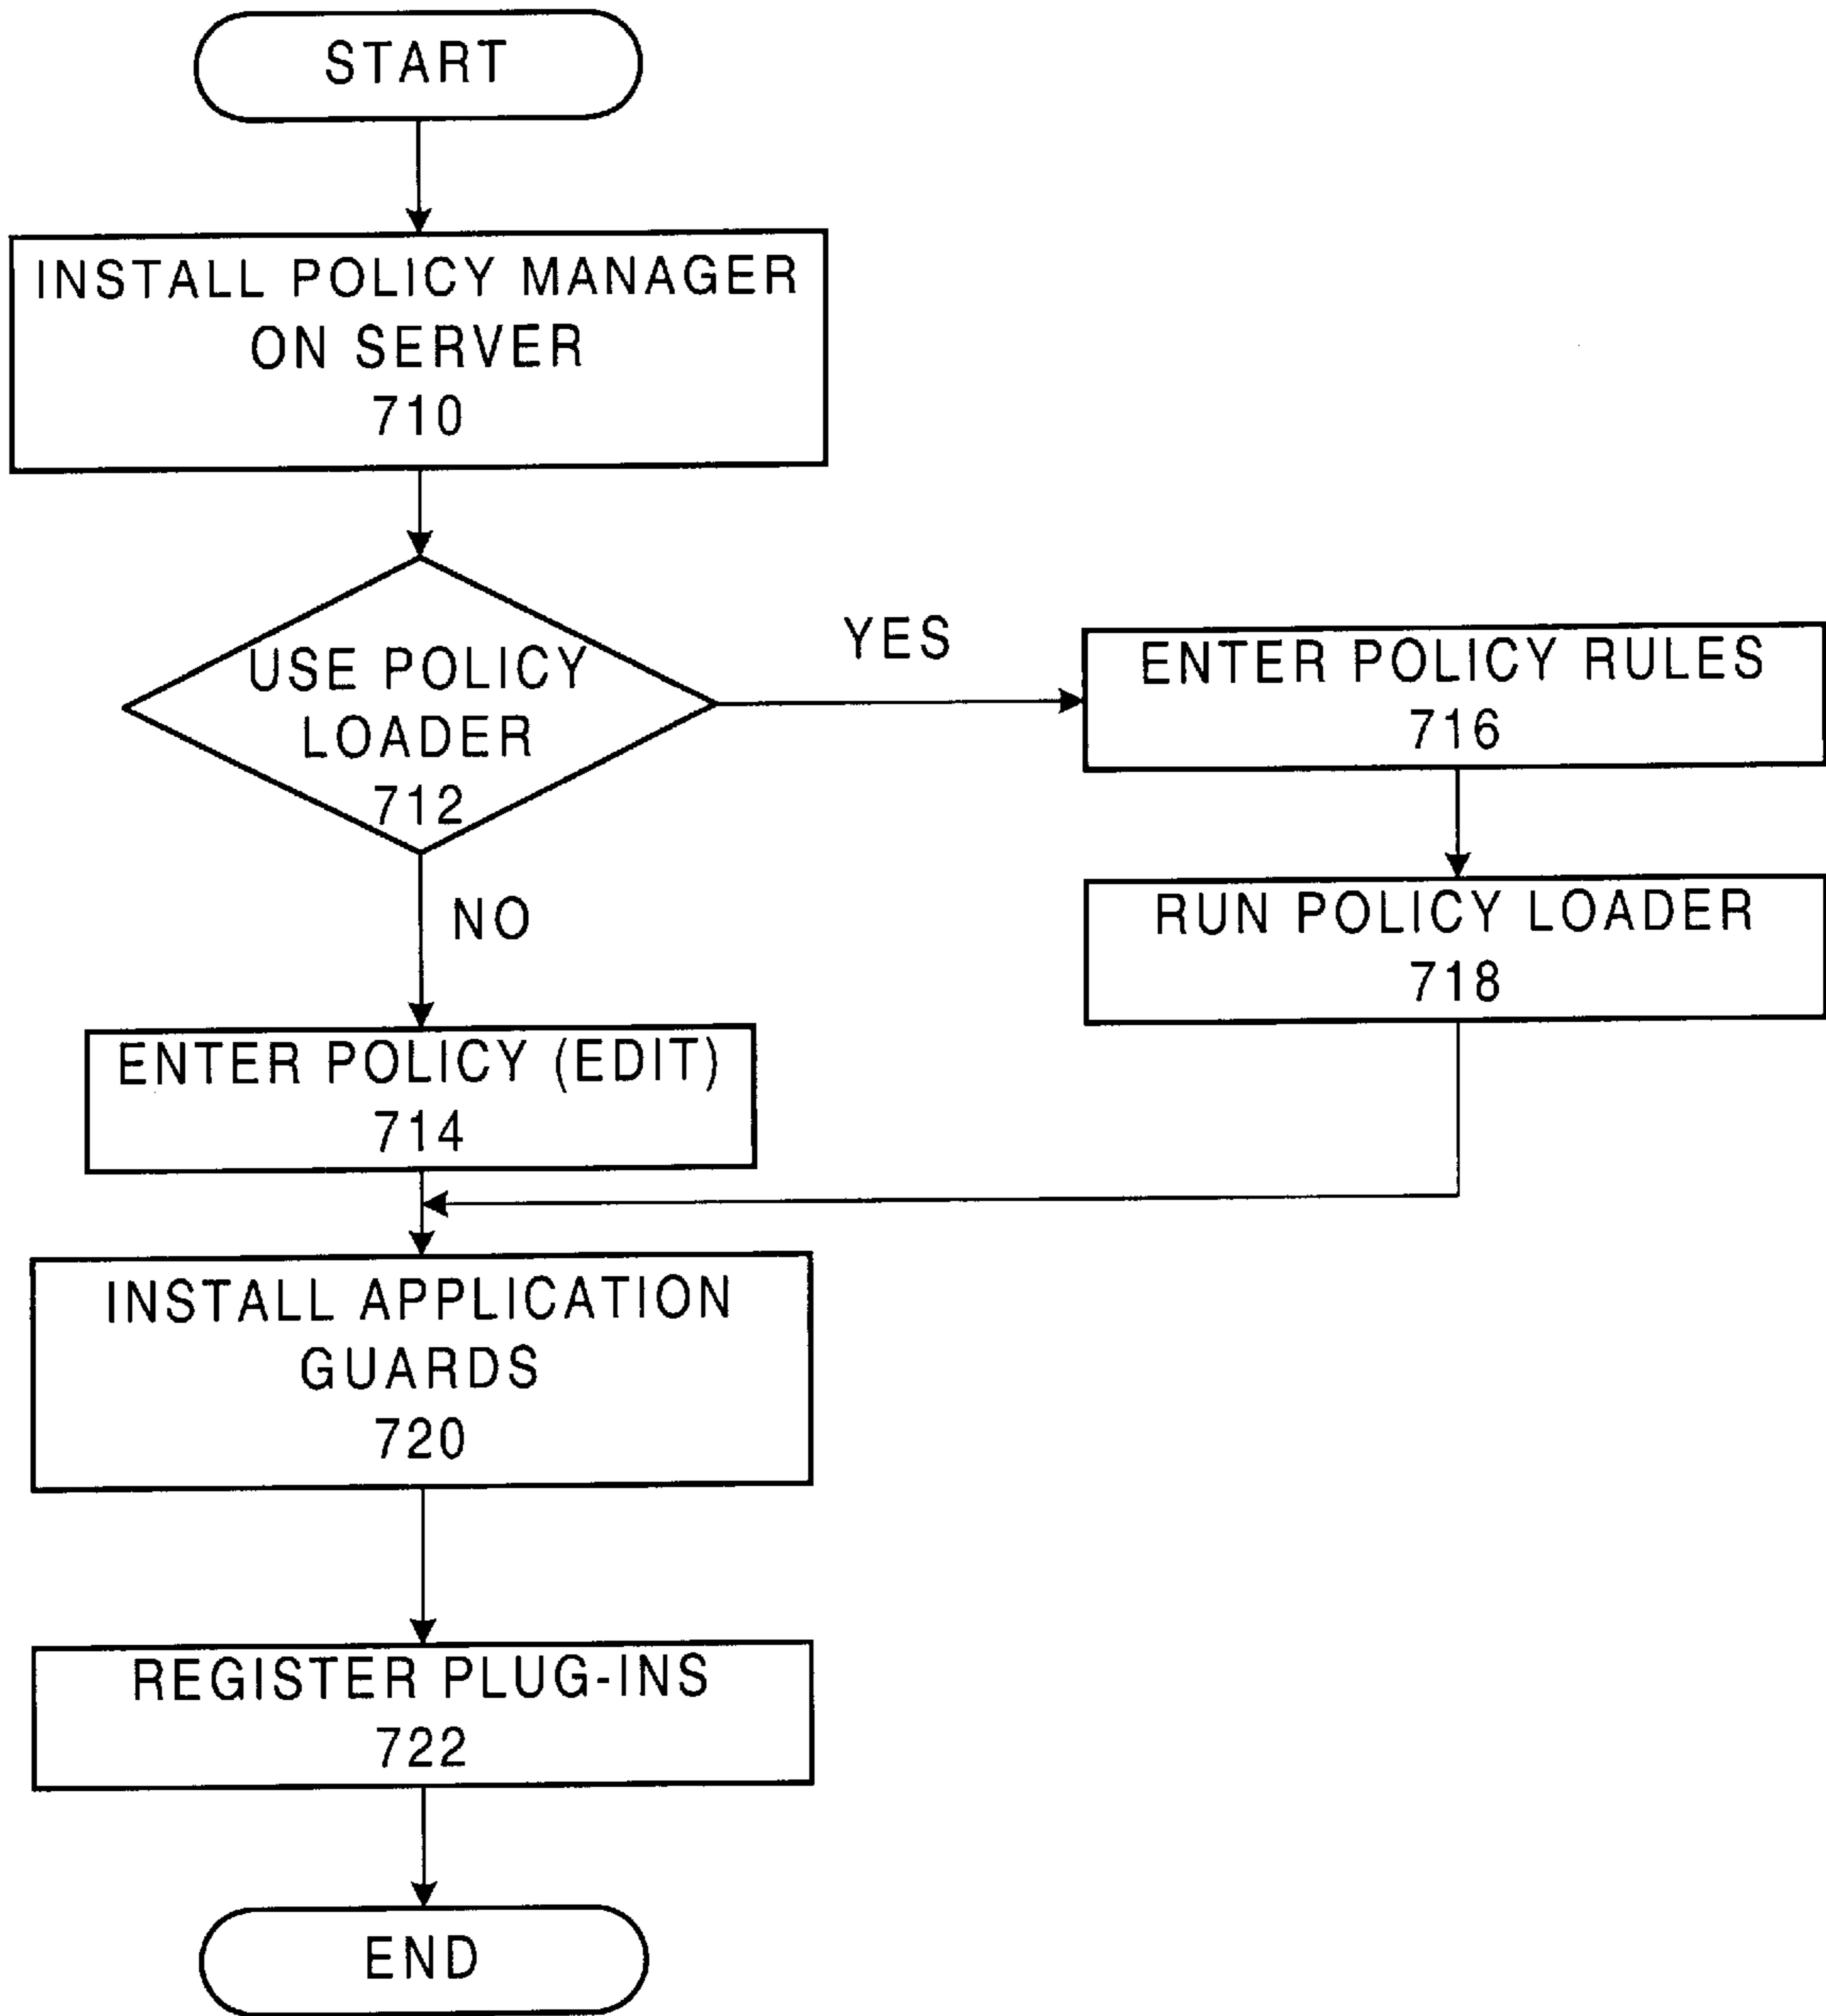 START
INSTALL POLICY MANAGER
ON SERVER
710
USE POLICY
LOADER
712
YES
ENTER POLICY RULES
716
RUN POLICY LOADER
718
NO
ENTER POLICY (EDIT)
714
INSTALL APPLICATION
GUARDS
720
REGISTER PLUG-INS
722
END